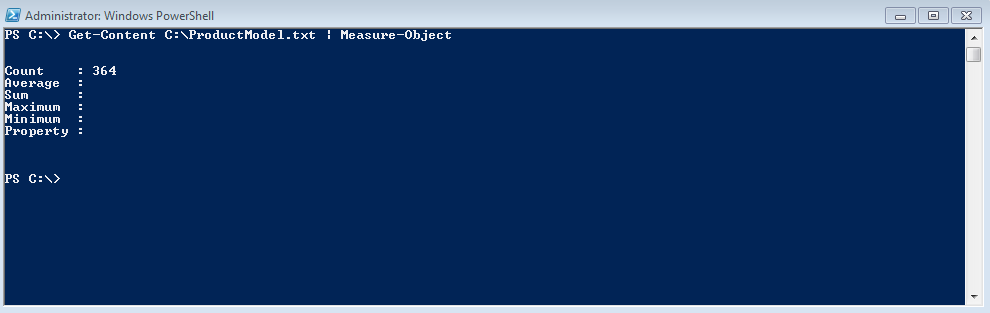 Administrator: Windows PowerShell
PS C:\> Get-Content C:\ProductModel.txt | Measure-Object
Count    : 364
Average  :
Sum      :
Maximum  :
Minimum  :
Property :
PS C:\>